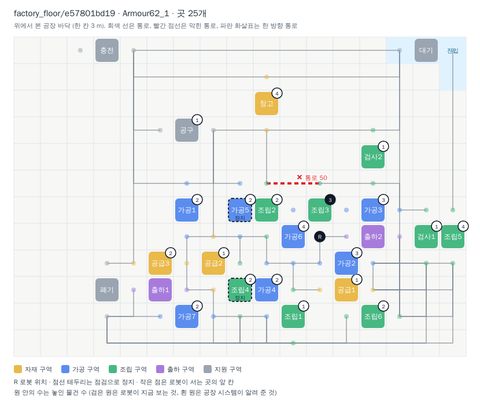 factory_floor/e57801bd19 · Armour62_1 · 곳 25개
위에서 본 공장 바닥 (한 칸 3 m), 회색 선은 통로, 빨간 점선은 막힌 통로, 파란 화살표는 한 방향 통로
충전
대기
진입
4
창고
1
공구
1
검사2
✕ 통로 50
2
가공1
2
가공5
2
조립2
3
조립3
3
가공3
4
가공6
R
출하2
1
검사1
4
조립5
2
공급3
1
공급2
3
가공2
폐기
출하1
2
조립4
2
가공4
1
공급1
2
가공7
1
조립1
2
조립6
자재 구역
가공 구역
조립 구역
출하 구역
지원 구역
R 로봇 위치 · 점선 테두리는 점검으로 정지 · 작은 점은 로봇이 서는 곳의 앞 칸
원 안의 수는 놓인 물건 수 (검은 원은 로봇이 지금 보는 것, 흰 원은 공장 시스템이 알려 준 것)